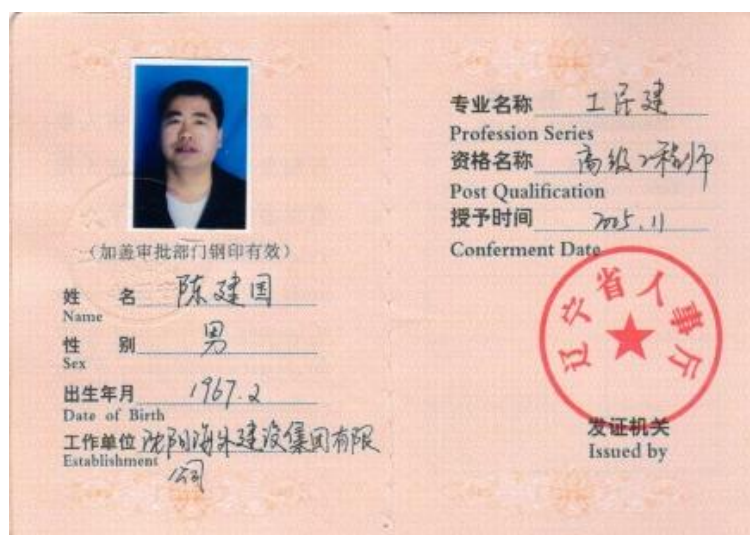 (加盖审批部门钢印有效)
姓 名 陈建国
Name
性 别 男
Sex
出生年月 1967.2
Date of Birth
工作单位 沈阳海外建设集团有限
Establishment 公司
专业名称 工民建
Profession Series
资格名称 高级工程师
Post Qualification
授予时间 2005.11
Conferment Date
辽宁省人事厅
发证机关
Issued by